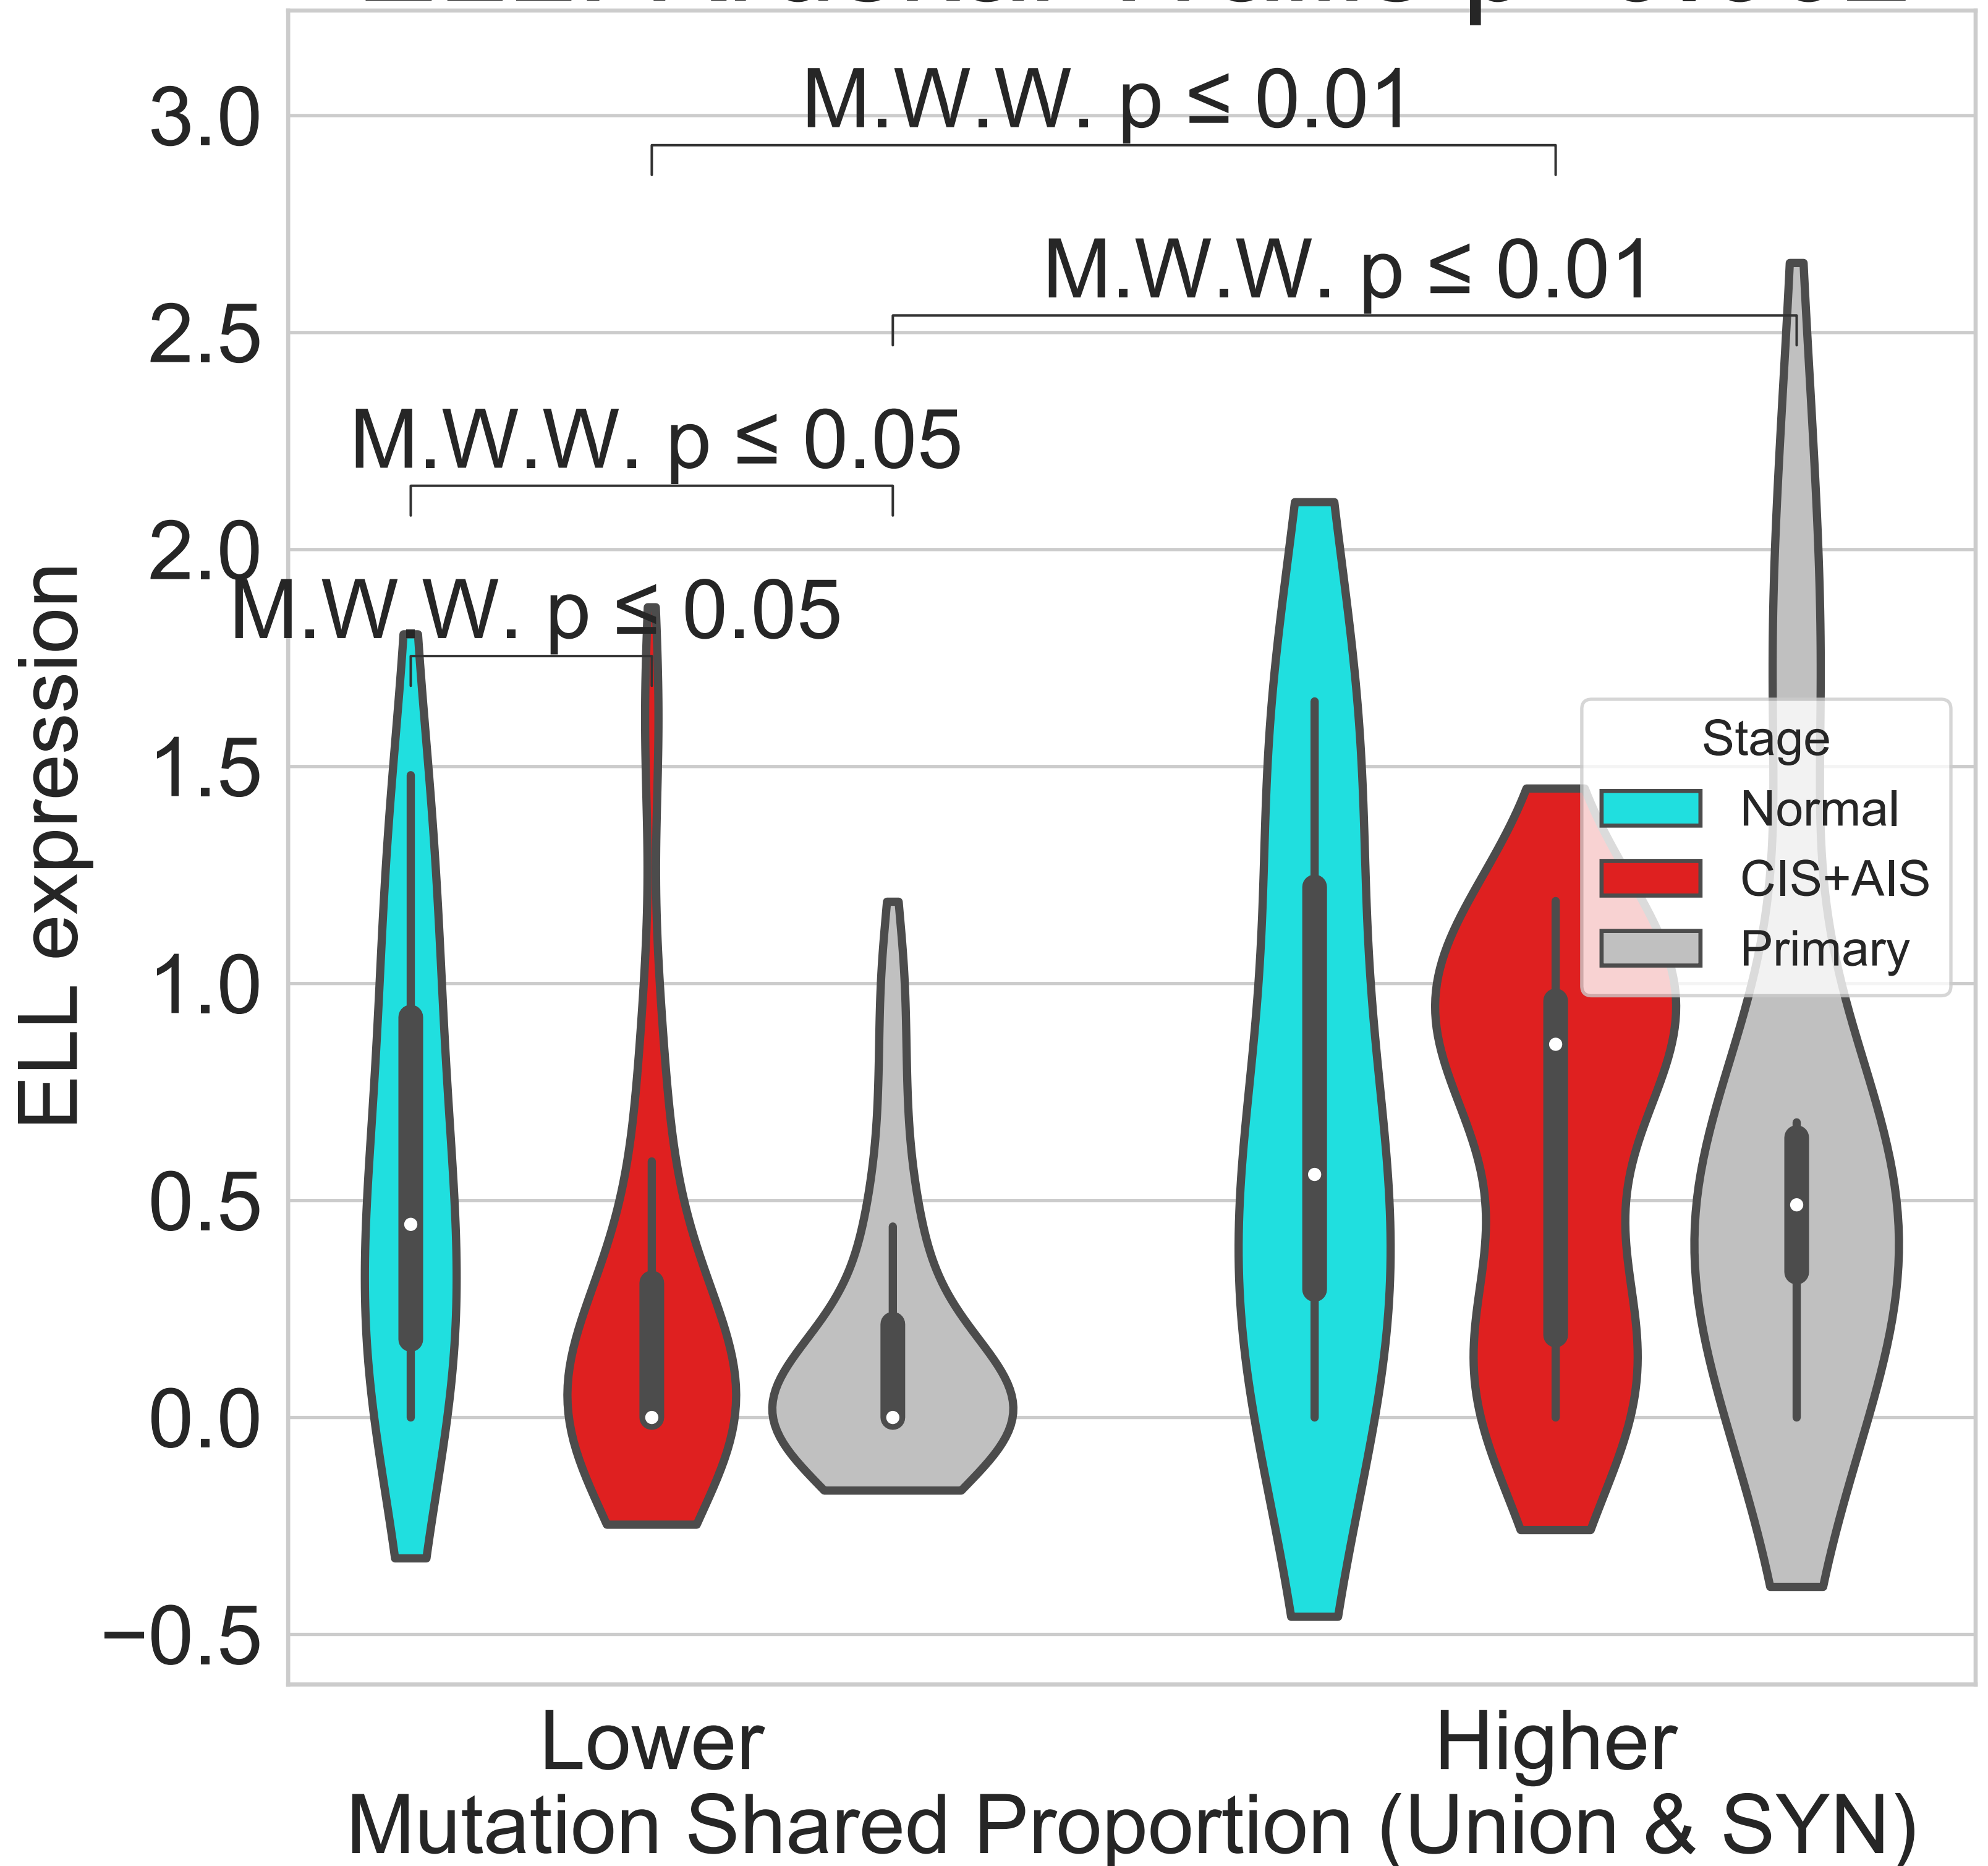 3.0
2.5
2.0
1.5
1.0
0.5
0.0
−0.5
ELL expression
M.W.W. p ≤ 0.01
M.W.W. p ≤ 0.01
M.W.W. p ≤ 0.05
M.W.W. p ≤ 0.05
Stage
Normal
CIS+AIS
Primary
Lower
Higher
Mutation Shared Proportion (Union & SYN)